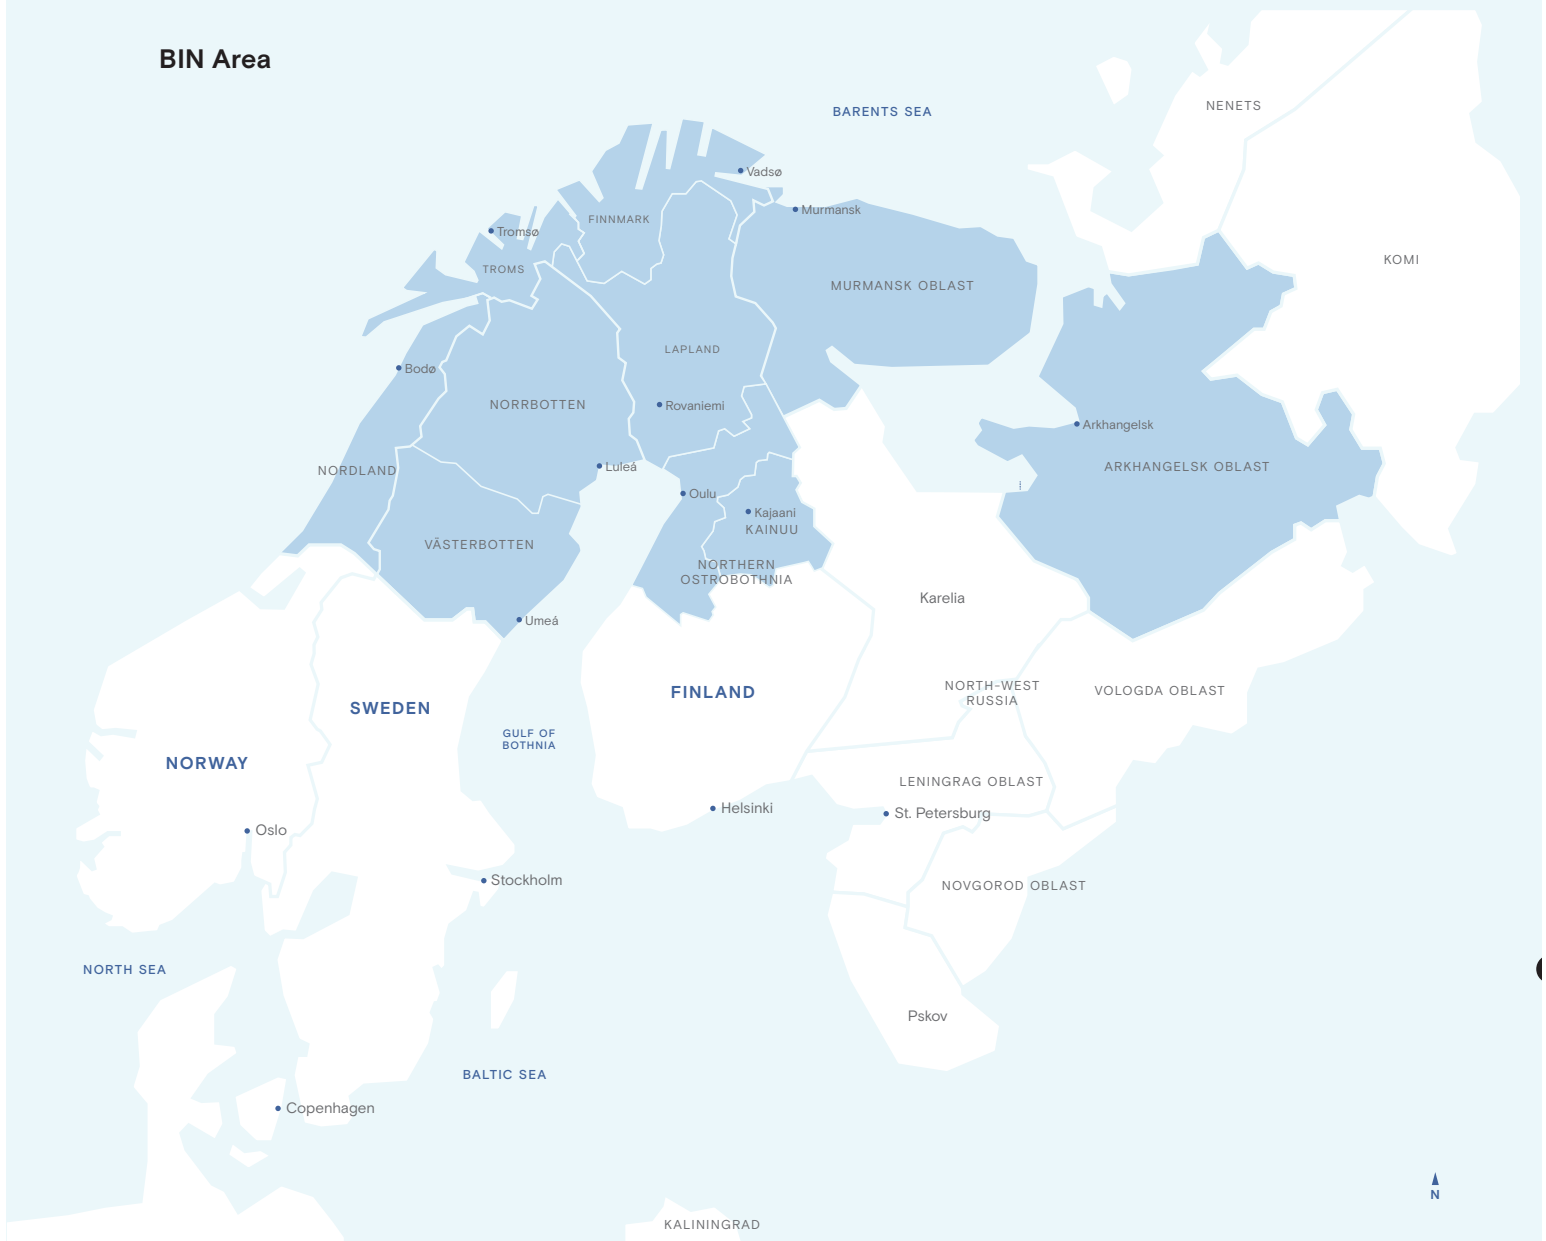 BIN Area
NENETS
BARENTS SEA
Vadsø
Murmansk
FINNMARK
Tromsø
KOMI
TROMS
MURMANSK OBLAST
LAPLAND
Bodø
NORRBOTTEN
Rovaniemi
Arkhangelsk
NORDLAND
Luleá
ARKHANGELSK OBLAST
Oulu
Kajaani
KAINUU
VÄSTERBOTTEN
NORTHERN
OSTROBOTHNIA
Karelia
Umeá
NORTH-WEST
RUSSIA
FINLAND
VOLOGDA OBLAST
SWEDEN
GULF OF
BOTHNIA
NORWAY
LENINGRAG OBLAST
Helsinki
St. Petersburg
Oslo
Stockholm
NOVGOROD OBLAST
NORTH SEA
Pskov
BALTIC SEA
Copenhagen
N
KALININGRAD